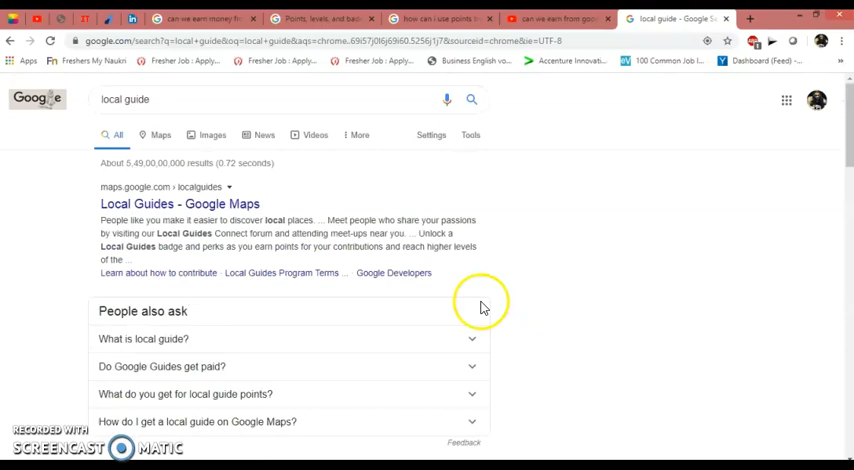 can we earn money fro
Points, levels, and bad
how can i use points tr
can we earn from goo
local guide - Google Se
google.com/search?q=local+guide&oq=local+guide&aqs=chrome..69i57j0l6j69i60.5256j1j7&sourceid=chrome&ie=UTF-8
Apps
Freshers My Naukri
Fresher Job : Apply...
Fresher Job : Apply...
Fresher Job : Apply...
Business English vo...
Accenture Innovati...
100 Common Job I...
Dashboard (Feed) -...
Google
local guide
All
Maps
Images
News
Videos
More
Settings
Tools
About 5,49,00,00,000 results (0.72 seconds)
maps.google.com › localguides
Local Guides - Google Maps
People like you make it easier to discover local places. ... Meet people who share your passions
by visiting our Local Guides Connect forum and attending meet-ups near you. ... Unlock a
Local Guides badge and perks as you earn points for your contributions and reach higher levels
of the ...
Learn about how to contribute · Local Guides Program Terms ... · Google Developers
People also ask
What is local guide?
Do Google Guides get paid?
What do you get for local guide points?
How do I get a local guide on Google Maps?
Feedback
RECORDED WITH
SCREENCAST MATIC